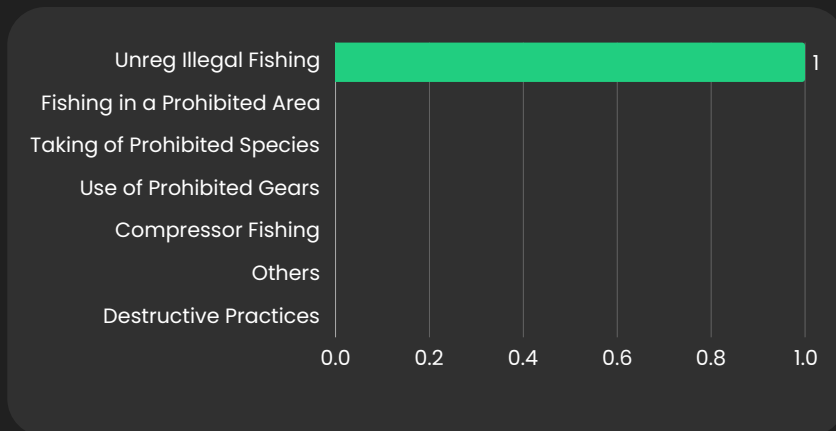 Unreg Illegal Fishing 1
Fishing in a Prohibited Area
Taking of Prohibited Species
Use of Prohibited Gears
Compressor Fishing
Others
Destructive Practices
0.0 0.2 0.4 0.6 0.8 1.0